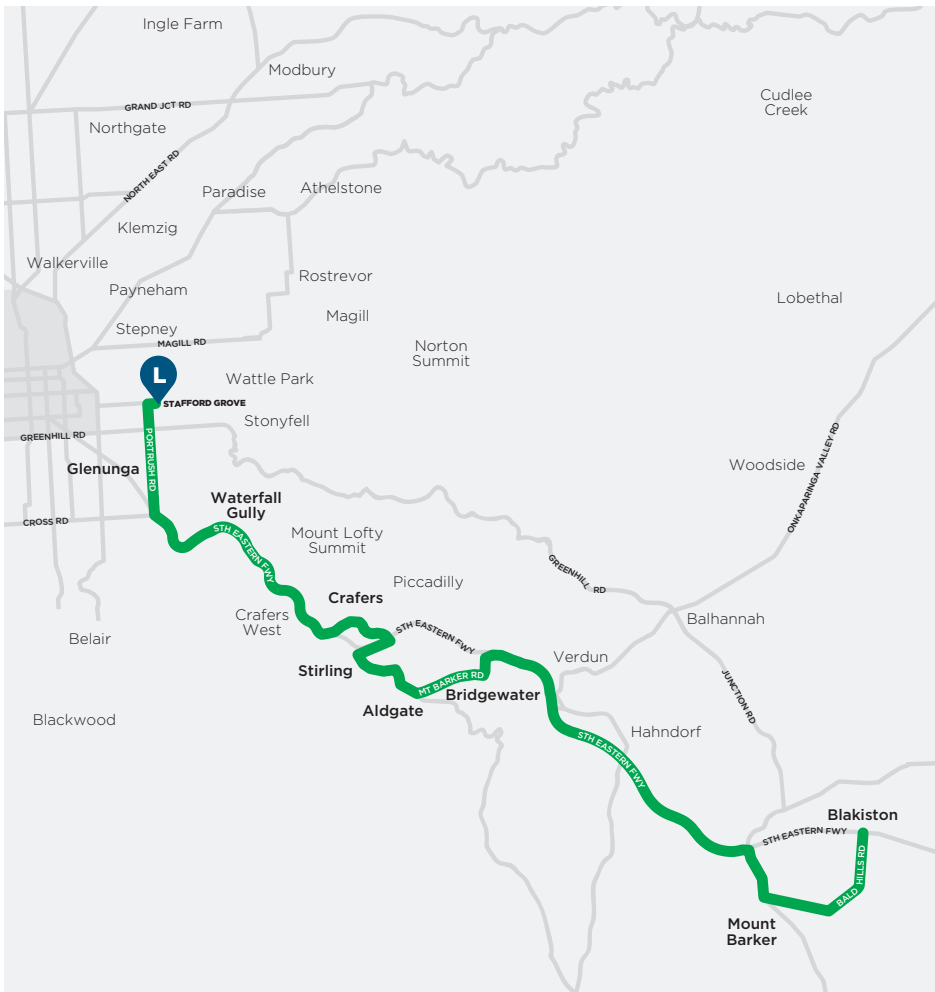 Ingle Farm
Modbury
Cudlee
Creek
GRAND JCT RD
Northgate
NORTH EAST RD
Paradise
Athelstone
Klemzig
Walkerville
Rostrevor
Payneham
Lobethal
Magill
Stepney
MAGILL RD
Norton
Summit
L
Wattle Park
STAFFORD GROVE
Stonyfell
GREENHILL RD
PORTRUSH RD
Glenunga
ONKAPARINGA VALLEY RD
Woodside
Waterfall
Gully
CROSS RD
STH EASTERN FWY
Mount Lofty
Summit
GREENHILL RD
Piccadilly
Crafers
Crafers
West
STH EASTERN FWY
Balhannah
Belair
Verdun
Stirling
MT BARKER RD
Bridgewater
JUNCTION RD
Aldgate
Blackwood
Hahndorf
STH EASTERN FWY
Blakiston
STH EASTERN FWY
BALD HILLS RD
Mount
Barker